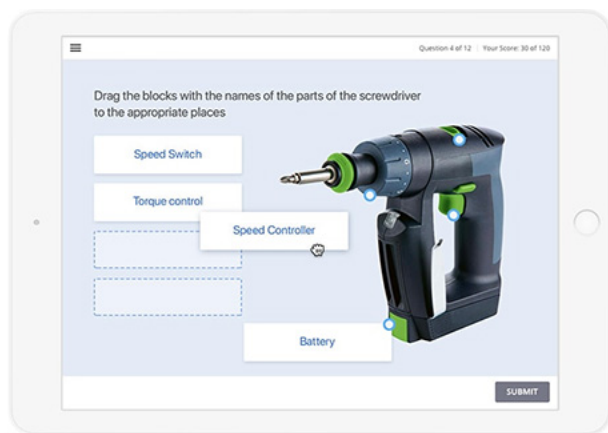 Question 4 of 12 | Your Score: 30 of 120
Drag the blocks with the names of the parts of the screwdriver
to the appropriate places
Speed Switch
Torque control
Speed Controller
Battery
SUBMIT